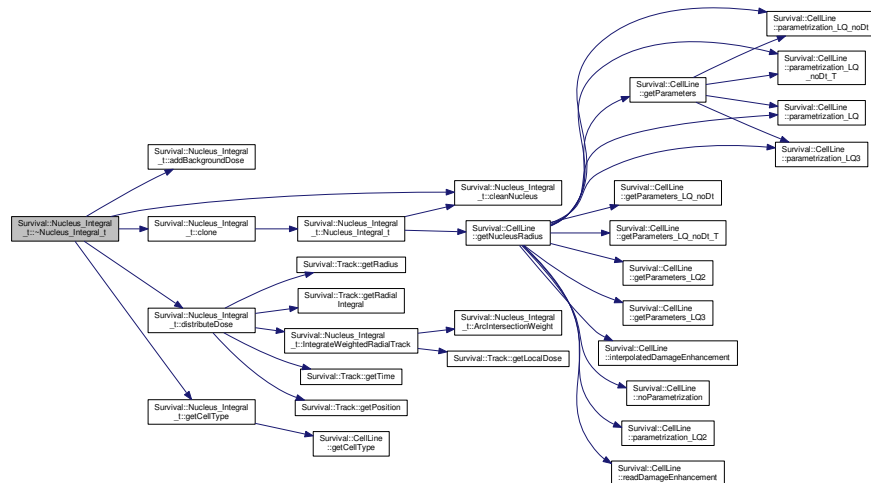 Survival::Nucleus_Integral
_t::~Nucleus_Integral_t
Survival::Nucleus_Integral
_t::addBackgroundDose
Survival::Nucleus_Integral
_t::clone
Survival::Nucleus_Integral
_t::distributeDose
Survival::Nucleus_Integral
_t::getCellType
Survival::Nucleus_Integral
_t::Nucleus_Integral_t
Survival::Track::getRadius
Survival::Track::getRadial
Integral
Survival::Nucleus_Integral
_t::IntegrateWeightedRadialTrack
Survival::Track::getTime
Survival::Track::getPosition
Survival::CellLine
::getCellType
Survival::Nucleus_Integral
_t::cleanNucleus
Survival::CellLine
::getNucleusRadius
Survival::Nucleus_Integral
_t::ArcIntersectionWeight
Survival::Track::getLocalDose
Survival::CellLine
::getParameters
Survival::CellLine
::getParameters_LQ_noDt
Survival::CellLine
::getParameters_LQ_noDt_T
Survival::CellLine
::getParameters_LQ2
Survival::CellLine
::getParameters_LQ3
Survival::CellLine
::interpolatedDamageEnhancement
Survival::CellLine
::noParametrization
Survival::CellLine
::parametrization_LQ2
Survival::CellLine
::readDamageEnhancement
Survival::CellLine
::parametrization_LQ_noDt
Survival::CellLine
::parametrization_LQ
_noDt_T
Survival::CellLine
::parametrization_LQ
Survival::CellLine
::parametrization_LQ3